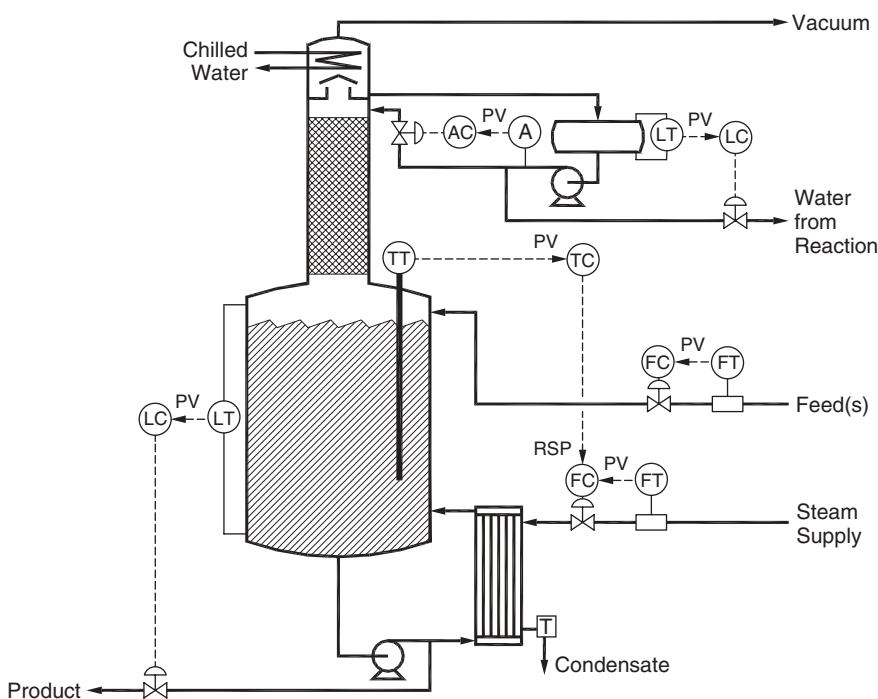 Vacuum
Chilled
Water
PV
PV
AC
A
LT
LC
Water
from
Reaction
PV
TT
TC
PV
FC
FT
Feed(s)
PV
LC
LT
RSP
PV
FC
FT
Steam
Supply
T
Condensate
Product